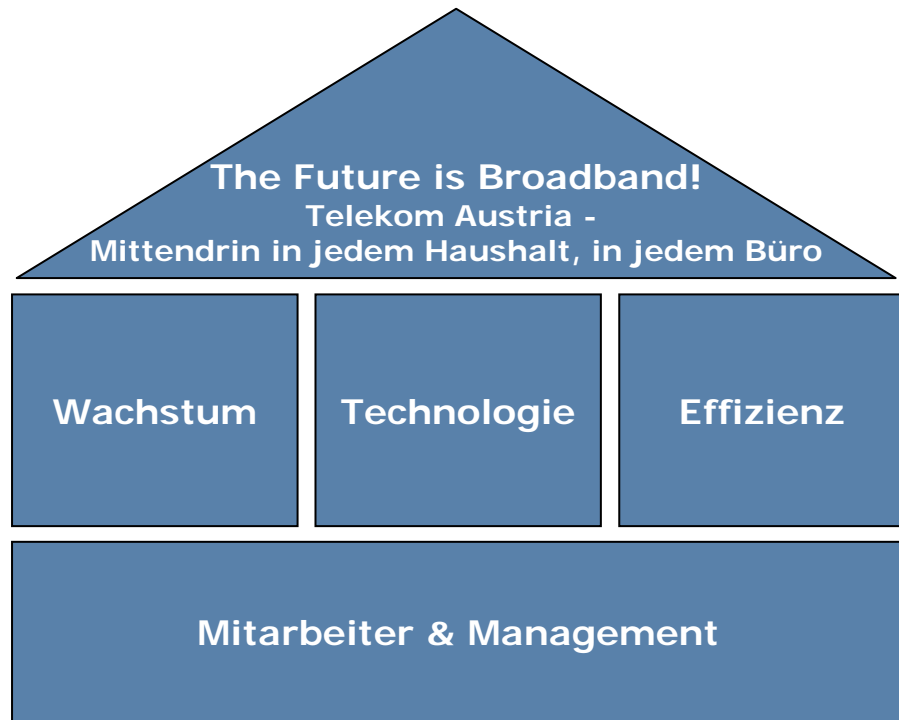 The Future is Broadband!
Telekom Austria -
Mittendrin in jedem Haushalt, in jedem Büro
Wachstum
Technologie
Effizienz
Mitarbeiter & Management